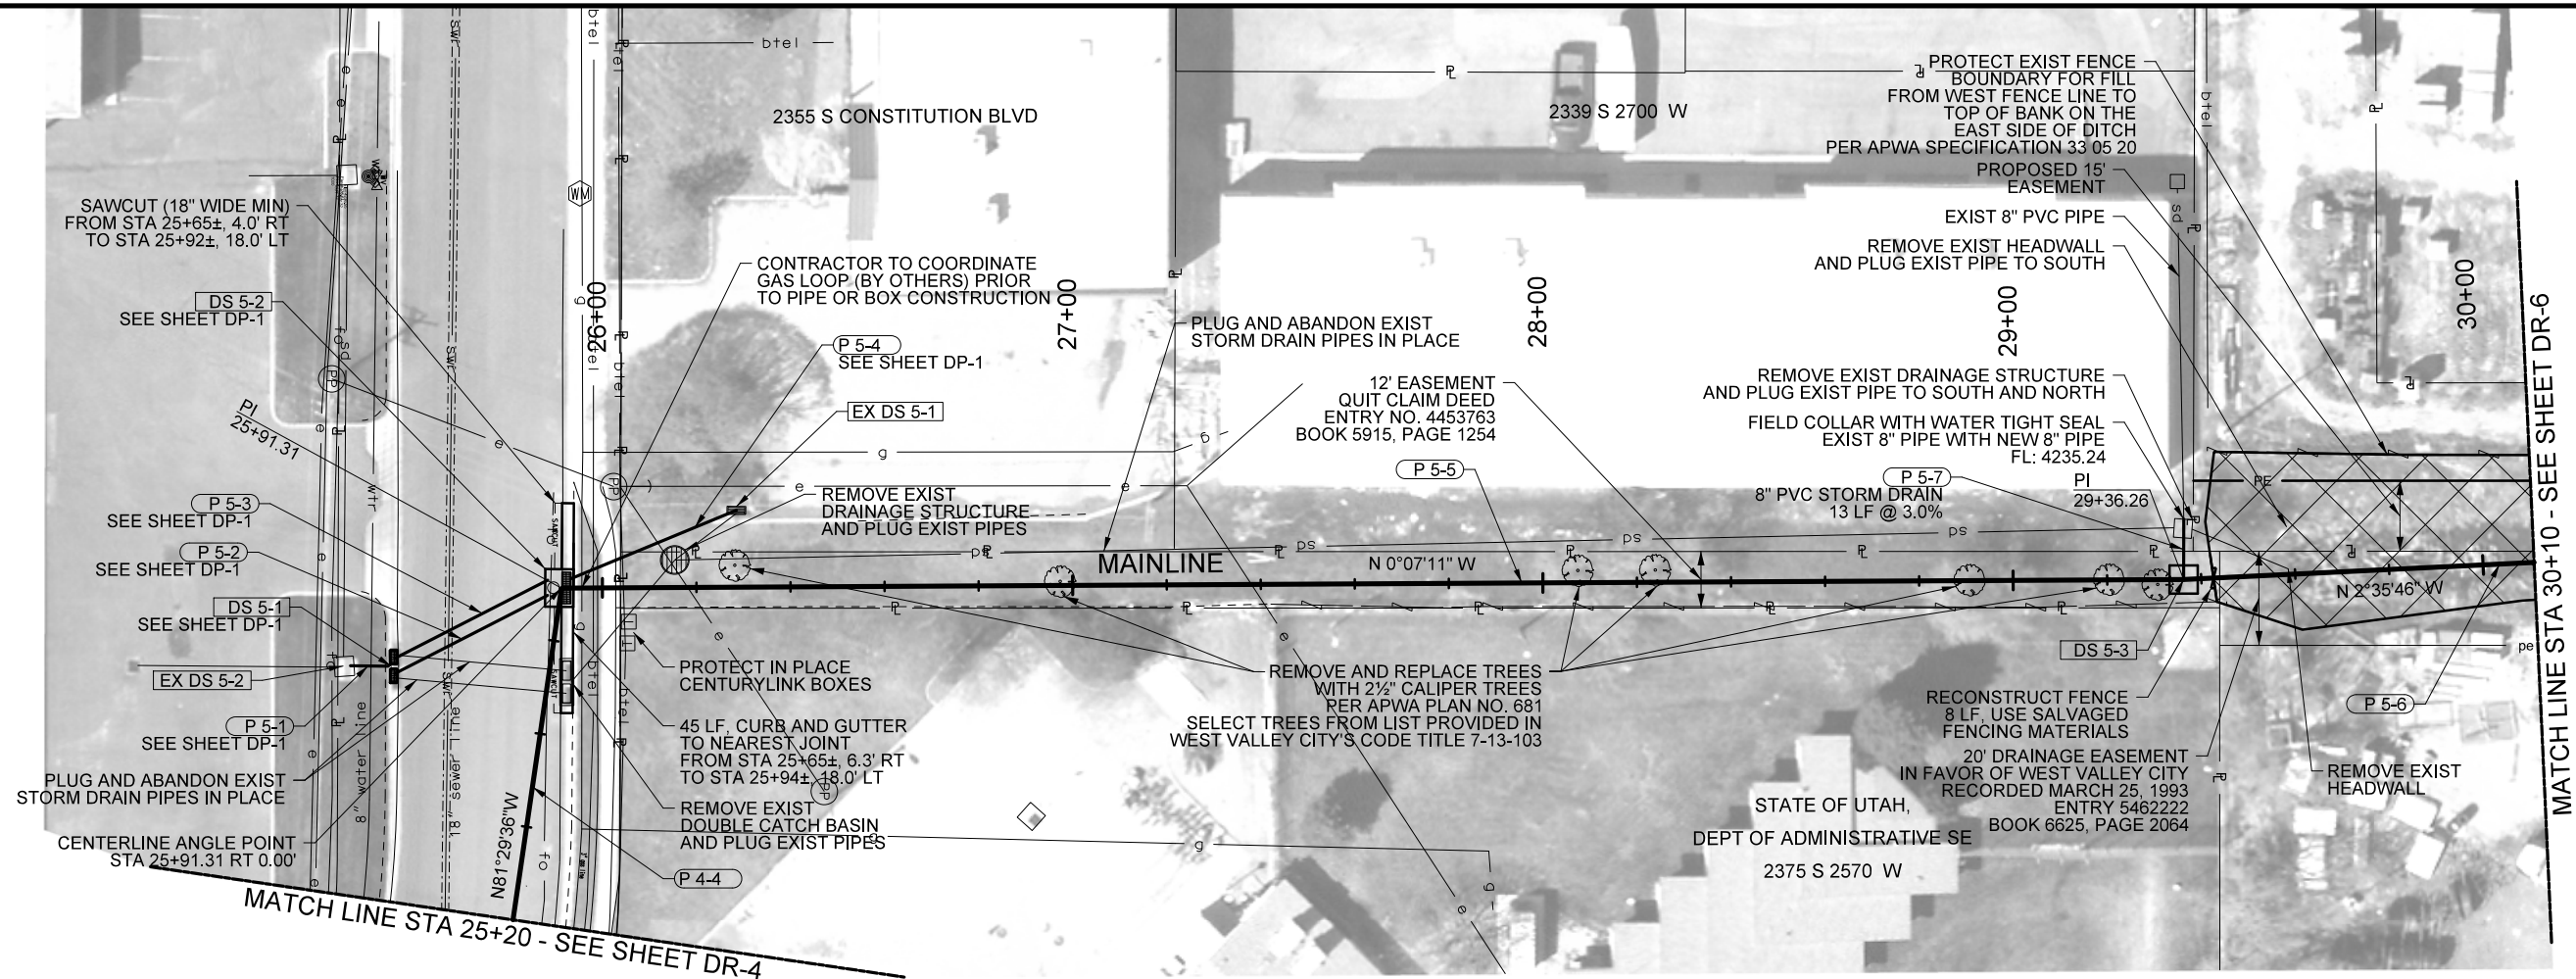 btel
2355 S CONSTITUTION BLVD
2339 S 2700 W
PROTECT EXIST FENCE
BOUNDARY FOR FILL
FROM WEST FENCE LINE TO
TOP OF BANK ON THE
EAST SIDE OF DITCH
PER APWA SPECIFICATION 33 05 20
PROPOSED 15'
EASEMENT
EXIST 8" PVC PIPE
REMOVE EXIST HEADWALL
AND PLUG EXIST PIPE TO SOUTH
WM
SAWCUT (18" WIDE MIN)
FROM STA 25+65±, 4.0' RT
TO STA 25+92±, 18.0' LT
DS 5-2
SEE SHEET DP-1
CONTRACTOR TO COORDINATE
GAS LOOP (BY OTHERS) PRIOR
TO PIPE OR BOX CONSTRUCTION
26+00
27+00
28+00
29+00
30+00
P 5-4
SEE SHEET DP-1
EX DS 5-1
PLUG AND ABANDON EXIST
STORM DRAIN PIPES IN PLACE
12' EASEMENT
QUIT CLAIM DEED
ENTRY NO. 4453763
BOOK 5915, PAGE 1254
REMOVE EXIST DRAINAGE STRUCTURE
AND PLUG EXIST PIPE TO SOUTH AND NORTH
FIELD COLLAR WITH WATER TIGHT SEAL
EXIST 8" PIPE WITH NEW 8" PIPE
FL: 4235.24
P 5-7
8" PVC STORM DRAIN
13 LF @ 3.0%
PI
29+36.26
PI
25+91.31
P 5-5
P 5-3
SEE SHEET DP-1
P 5-2
SEE SHEET DP-1
DS 5-1
SEE SHEET DP-1
EX DS 5-2
P 5-1
SEE SHEET DP-1
PLUG AND ABANDON EXIST
STORM DRAIN PIPES IN PLACE
CENTERLINE ANGLE POINT
STA 25+91.31 RT 0.00'
REMOVE EXIST
DRAINAGE STRUCTURE
AND PLUG EXIST PIPES
MAINLINE
N 0°07'11" W
N 2°35'46" W
PROTECT IN PLACE
CENTURYLINK BOXES
45 LF, CURB AND GUTTER
TO NEAREST JOINT
FROM STA 25+65±, 6.3' RT
TO STA 25+94±, 18.0' LT
REMOVE EXIST
DOUBLE CATCH BASIN
AND PLUG EXIST PIPES
P 4-4
N81°29'36"W
8" water line
18" sewer line
REMOVE AND REPLACE TREES
WITH 2½" CALIPER TREES
PER APWA PLAN NO. 681
SELECT TREES FROM LIST PROVIDED IN
WEST VALLEY CITY'S CODE TITLE 7-13-103
DS 5-3
RECONSTRUCT FENCE
8 LF, USE SALVAGED
FENCING MATERIALS
20' DRAINAGE EASEMENT
IN FAVOR OF WEST VALLEY CITY
RECORDED MARCH 25, 1993
ENTRY 5462222
BOOK 6625, PAGE 2064
P 5-6
REMOVE EXIST
HEADWALL
STATE OF UTAH,
DEPT OF ADMINISTRATIVE SE
2375 S 2570 W
MATCH LINE STA 25+20 - SEE SHEET DR-4
MATCH LINE STA 30+10 - SEE SHEET DR-6